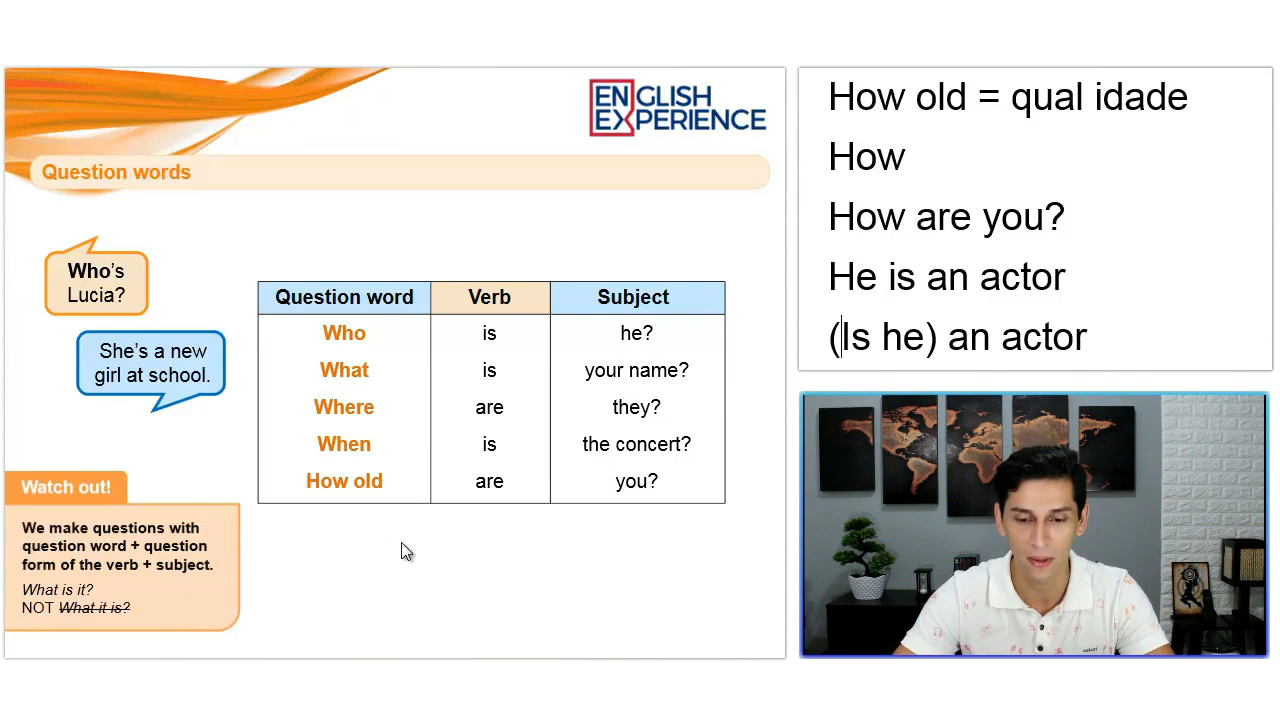 ENGLISH
EXPERIENCE
Question words
Who's
Lucia?
She's a new
girl at school.
Question word Verb Subject
Who is he?
What is your name?
Where are they?
When is the concert?
How old are you?
Watch out!
We make questions with
question word + question
form of the verb + subject.
What is it?
NOT What it is?
How old = qual idade
How
How are you?
He is an actor
(Is he) an actor